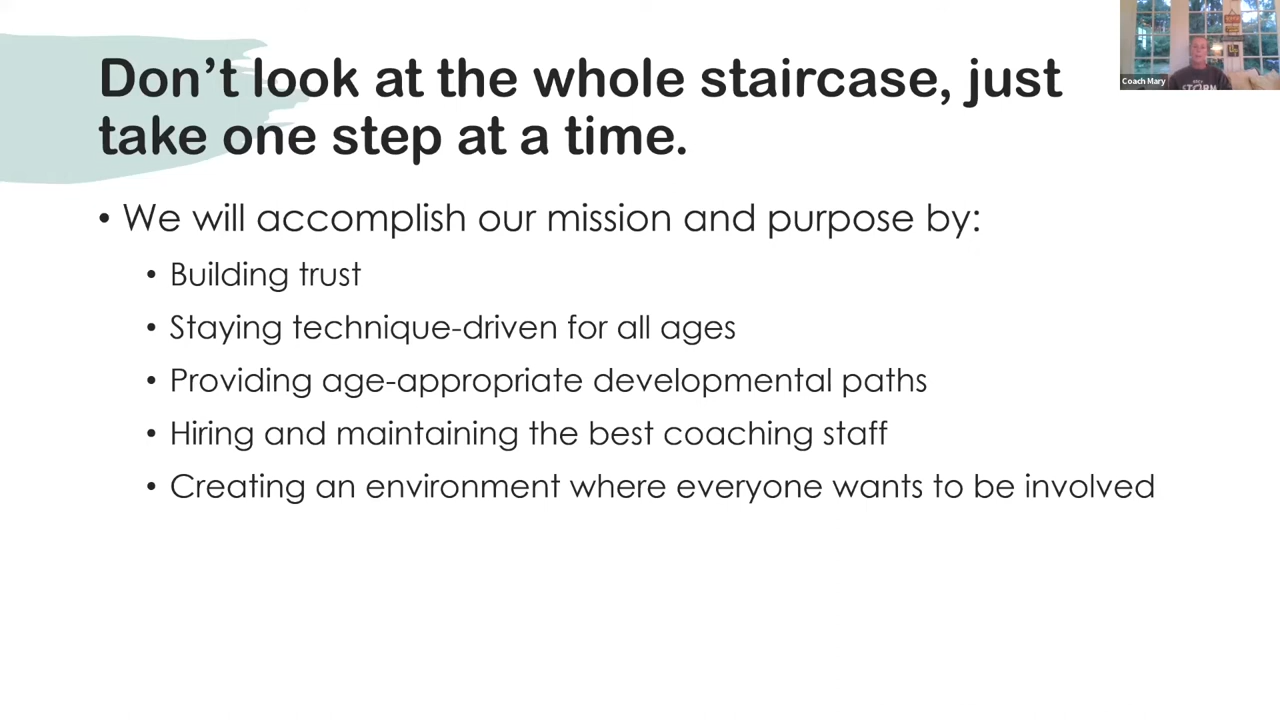 Don’t look at the whole staircase, just
take one step at a time.
• We will accomplish our mission and purpose by:
• Building trust
• Staying technique-driven for all ages
• Providing age-appropriate developmental paths
• Hiring and maintaining the best coaching staff
• Creating an environment where everyone wants to be involved
Coach Mary
STORM